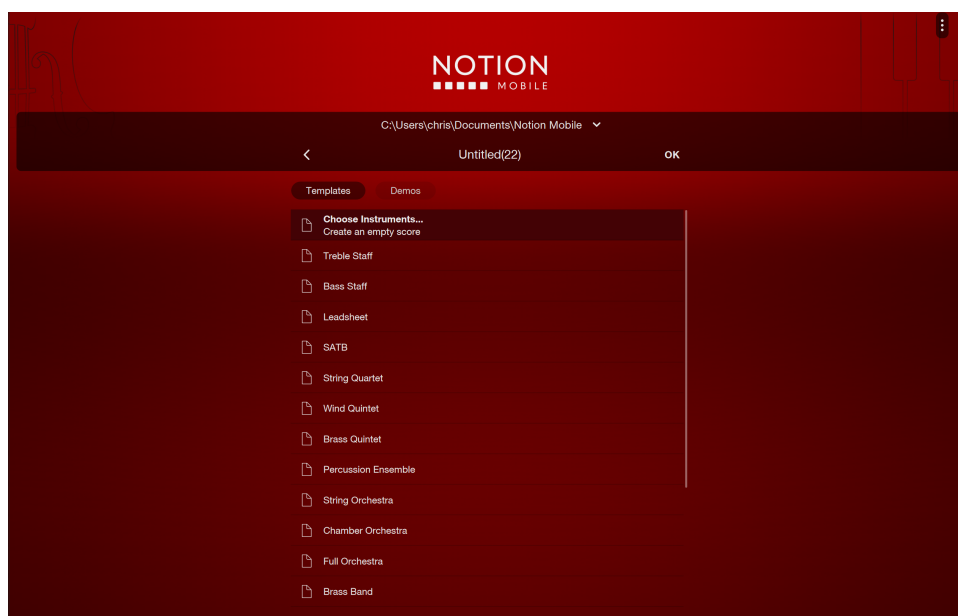 NOTION
MOBILE
C:\Users\chris\Documents\Notion Mobile
Untitled(22)
OK
Templates
Demos
Choose Instruments...
Create an empty score
Treble Staff
Bass Staff
Leadsheet
SATB
String Quartet
Wind Quintet
Brass Quintet
Percussion Ensemble
String Orchestra
Chamber Orchestra
Full Orchestra
Brass Band